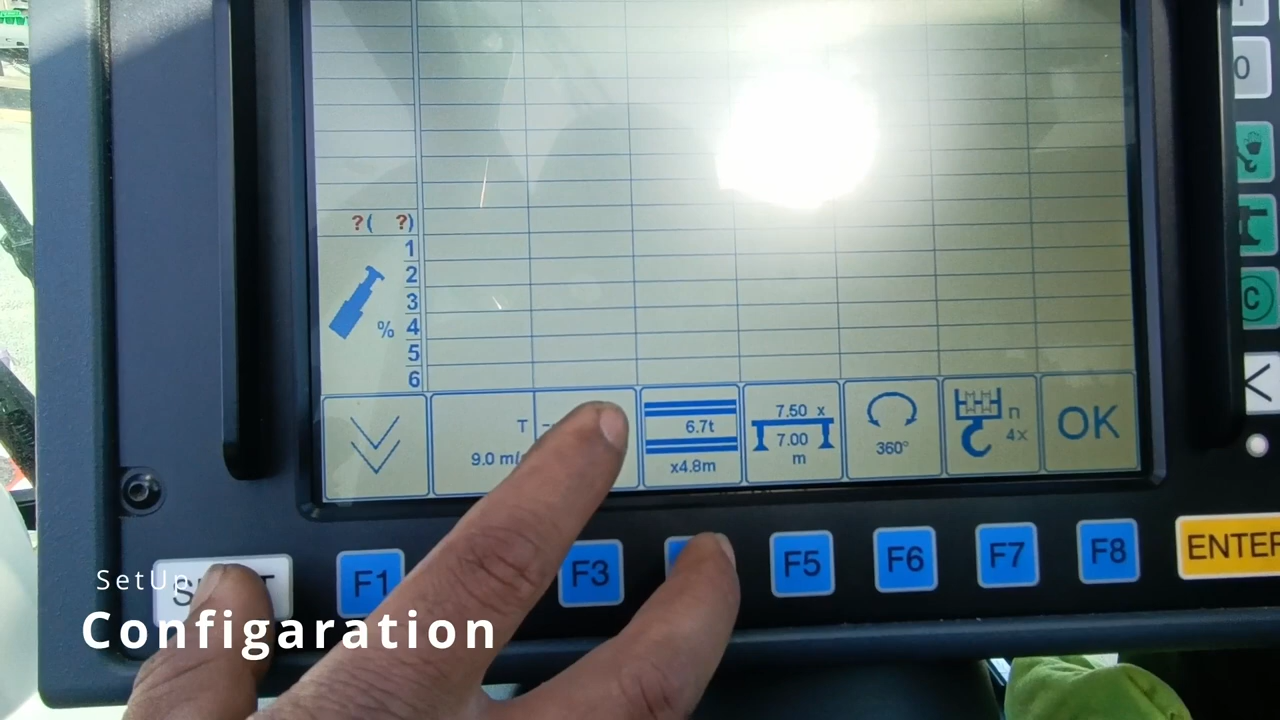 ?( ?)
1
2
3
% 4
5
6
T
9.0 m/
6.7t
x4.8m
7.50 x
7.00
m
360°
n
4x
OK
0
C
F1
F3
F5
F6
F7
F8
ENTER
SetUp
Configaration